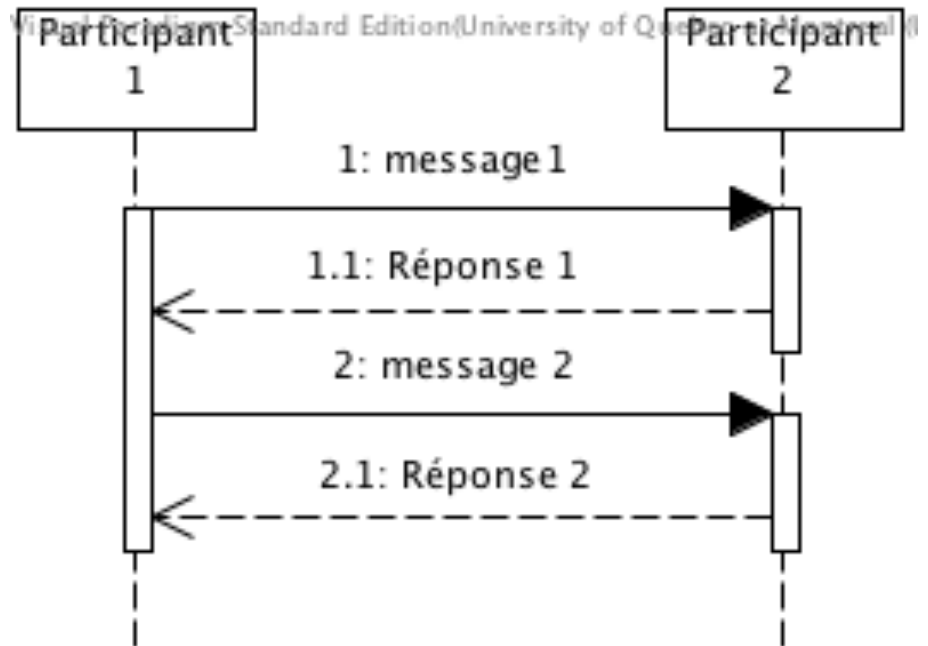 Standard Edition(University of
Participant
1
Participant
2
1: message1
1.1: Réponse 1
2: message 2
2.1: Réponse 2